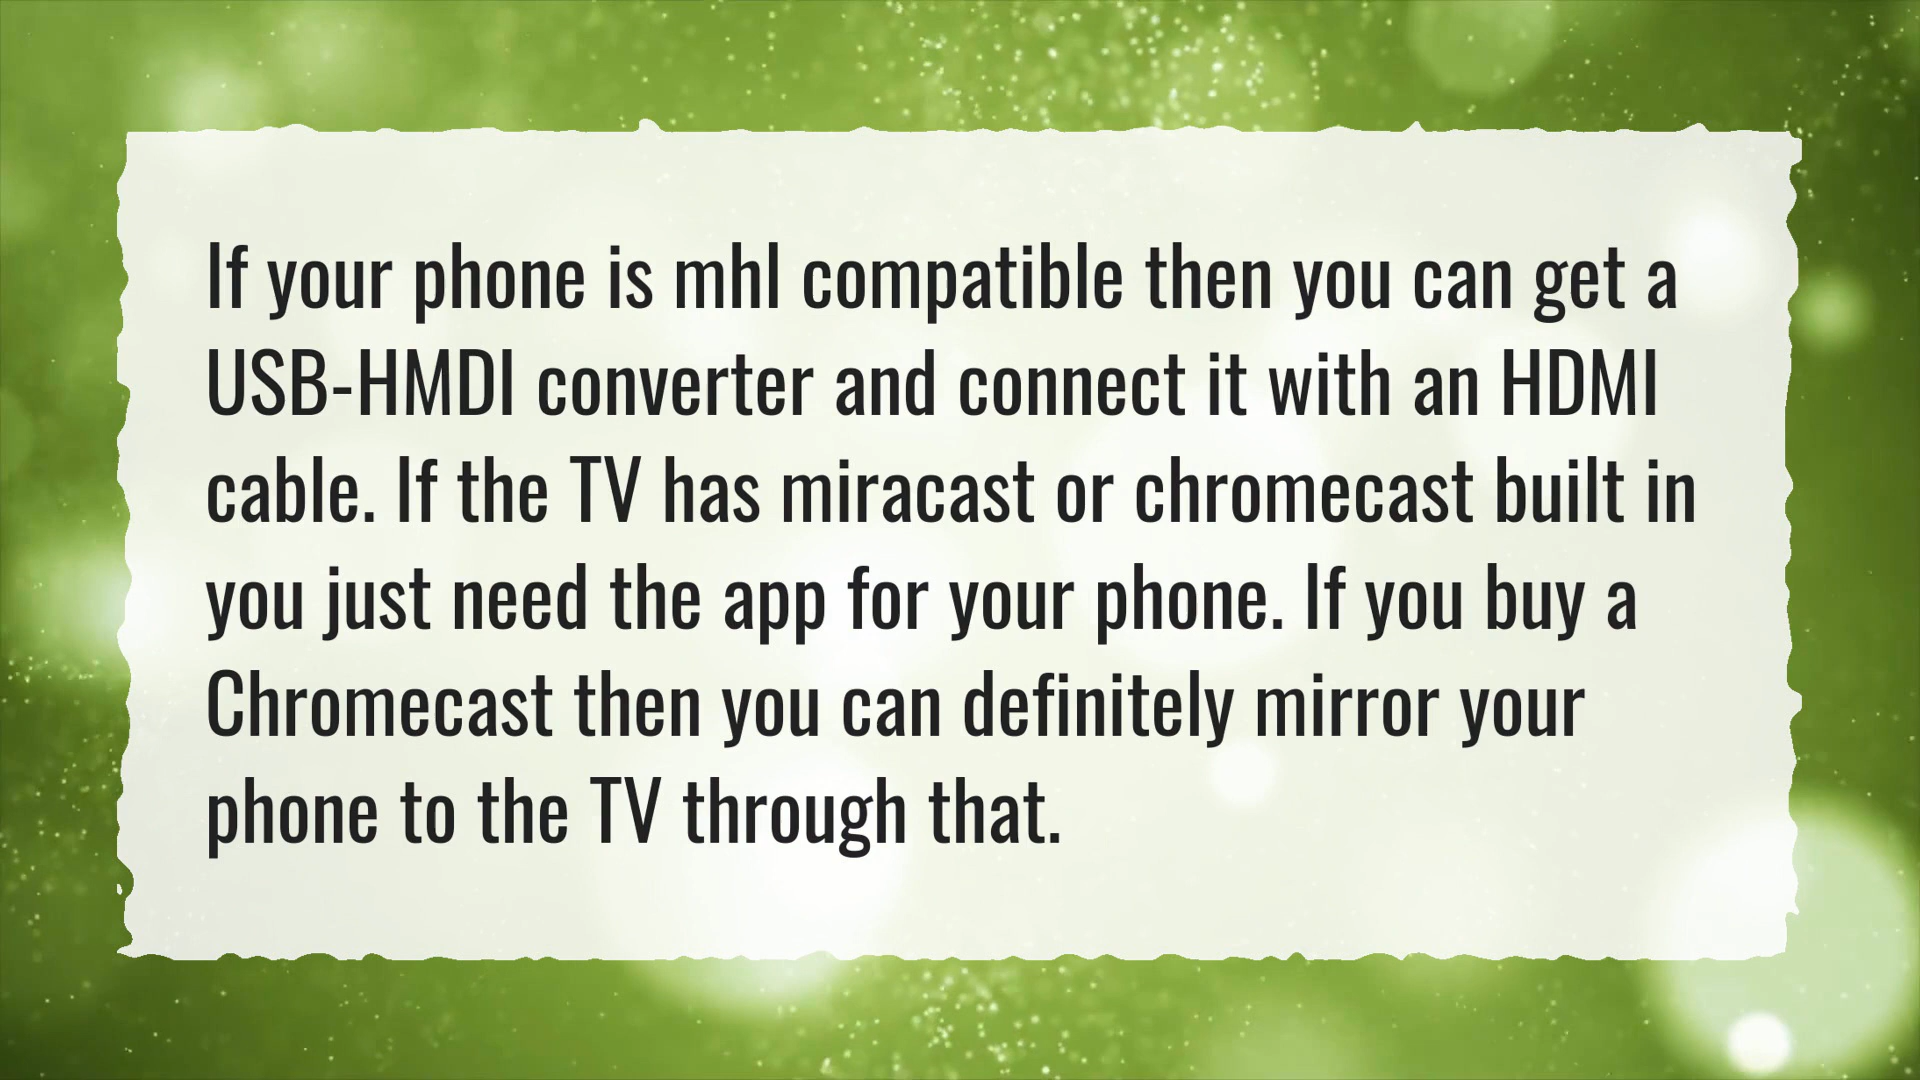 If your phone is mhl compatible then you can get a
USB-HMDI converter and connect it with an HDMI
cable. If the TV has miracast or chromecast built in
you just need the app for your phone. If you buy a
Chromecast then you can definitely mirror your
phone to the TV through that.